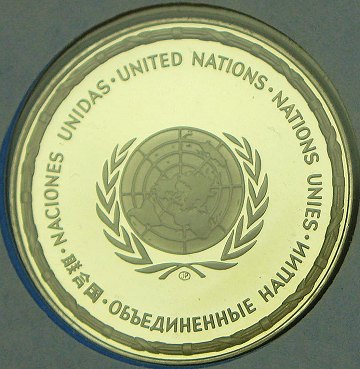 UNITED NATIONS · NATIONS UNIES · ОБЪЕДИНЕННЫЕ НАЦИИ · 联合国 · NACIONES UNIDAS ·